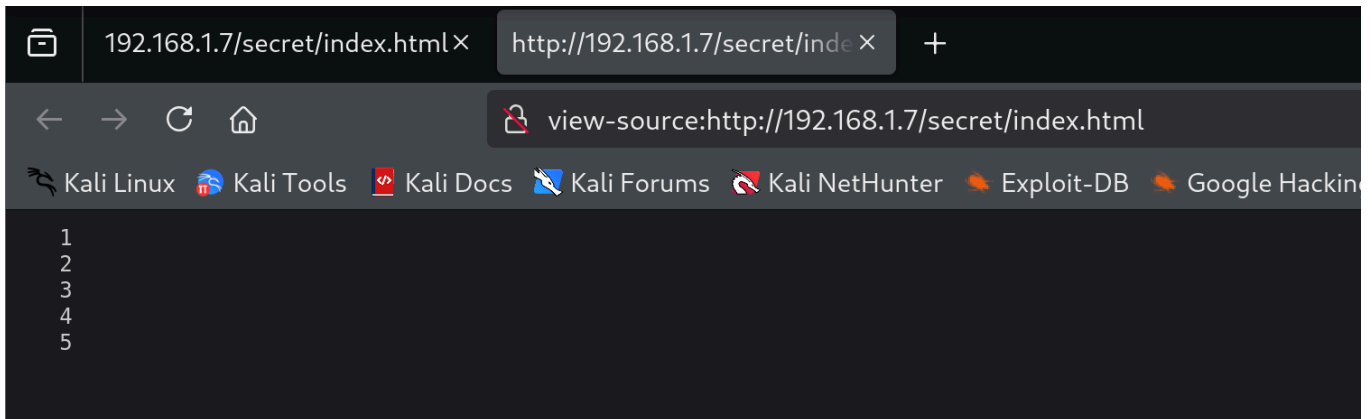 192.168.1.7/secret/index.html
http://192.168.1.7/secret/inde
view-source:http://192.168.1.7/secret/index.html
Kali Linux Kali Tools Kali Docs Kali Forums Kali NetHunter Exploit-DB Google Hacking
1
2
3
4
5